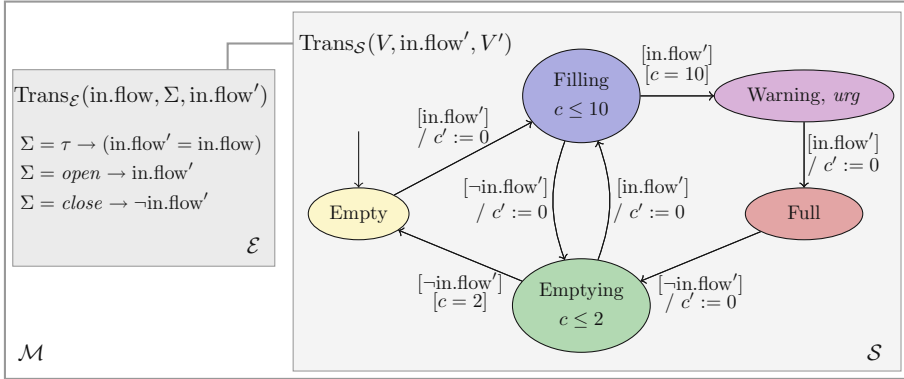 Trans_𝒮(V, in.flow′, V′)
Trans_ℰ(in.flow, Σ, in.flow′)
Σ = τ → (in.flow′ = in.flow)
Σ = open → in.flow′
Σ = close → ¬in.flow′
ℰ
Filling
c ≤ 10
[in.flow′]
[c = 10]
Warning, urg
[in.flow′]
/ c′ := 0
[in.flow′]
/ c′ := 0
[¬in.flow′]
/ c′ := 0
[in.flow′]
/ c′ := 0
Empty
Full
[¬in.flow′]
[c = 2]
Emptying
c ≤ 2
[¬in.flow′]
/ c′ := 0
ℳ
𝒮